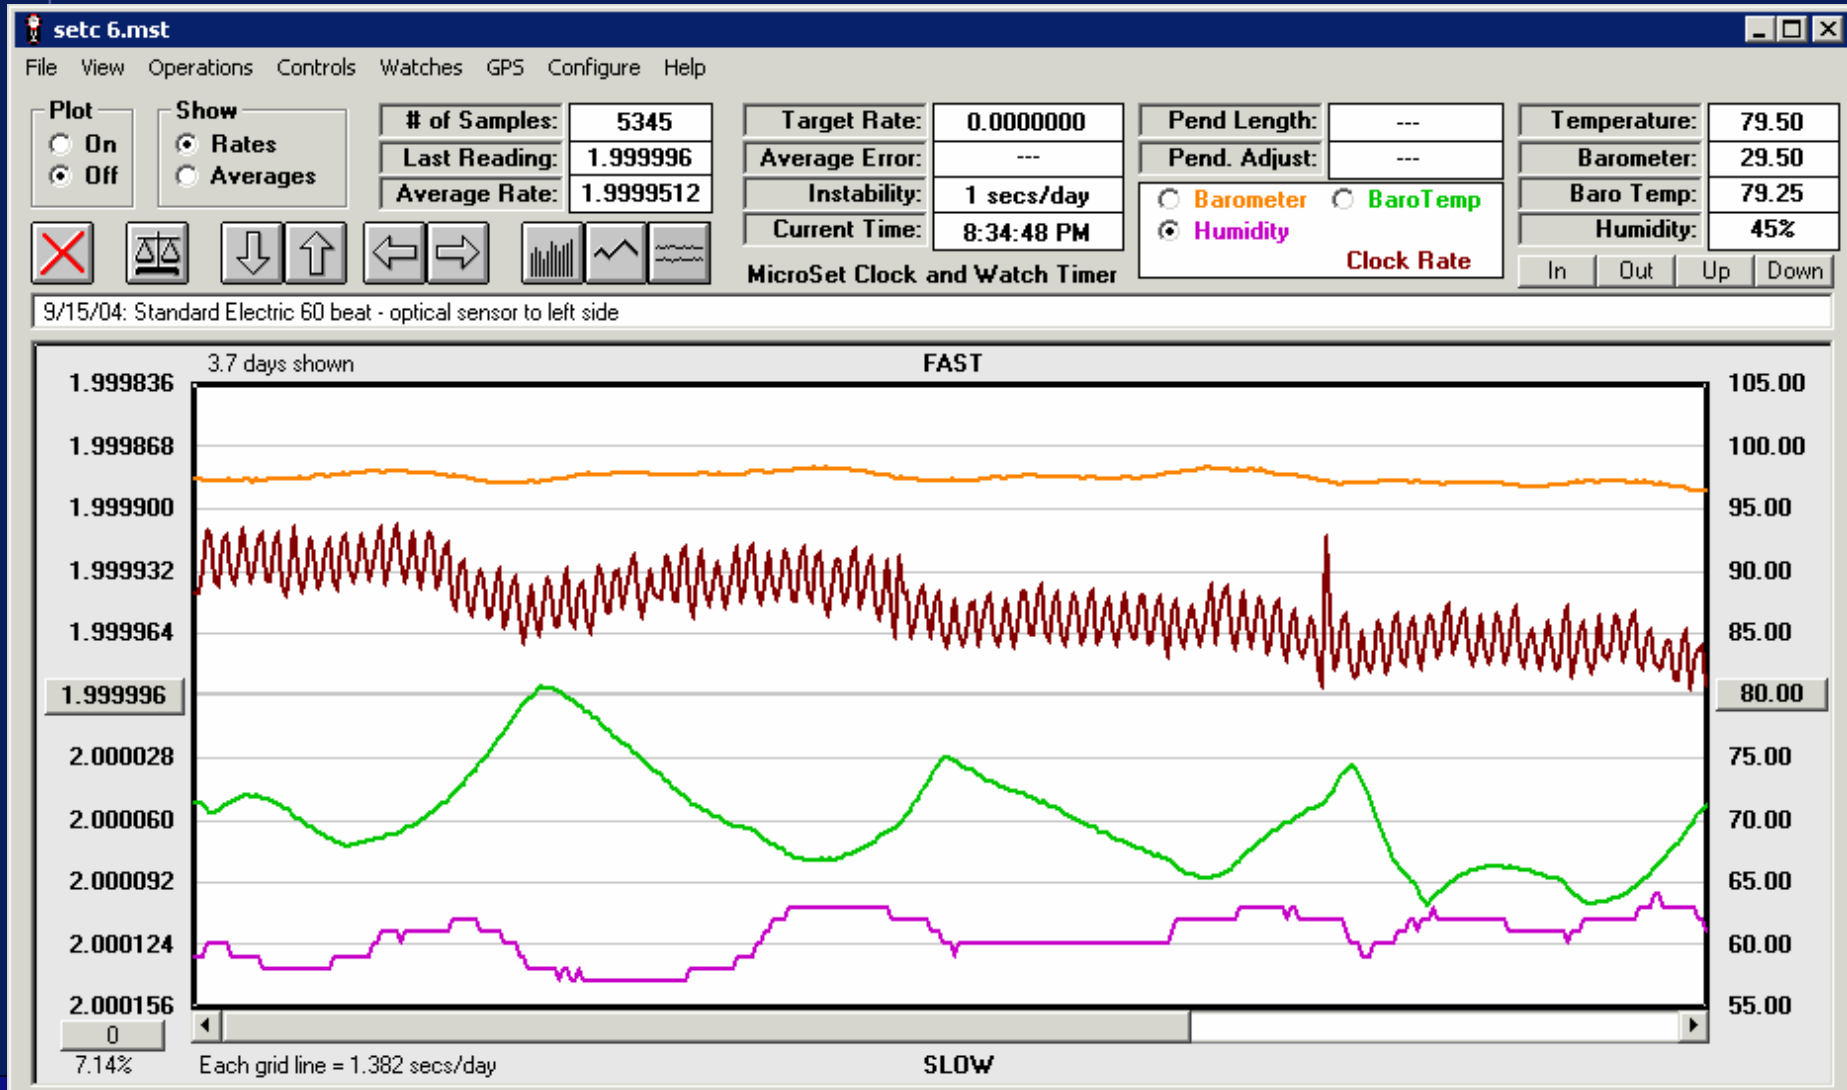 setc 6.mst
File View Operations Controls Watches GPS Configure Help
Plot
On
Off
Show
Rates
Averages
# of Samples: 5345
Last Reading: 1.999996
Average Rate: 1.9999512
Target Rate: 0.0000000
Average Error: ---
Instability: 1 secs/day
Current Time: 8:34:48 PM
MicroSet Clock and Watch Timer
Pend Length: ---
Pend. Adjust: ---
Barometer BaroTemp
Humidity
Clock Rate
Temperature: 79.50
Barometer: 29.50
Baro Temp: 79.25
Humidity: 45%
In Out Up Down
9/15/04: Standard Electric 60 beat - optical sensor to left side
3.7 days shown FAST
1.999836 105.00
1.999868 100.00
1.999900 95.00
1.999932 90.00
1.999964 85.00
1.999996 80.00
2.000028 75.00
2.000060 70.00
2.000092 65.00
2.000124 60.00
2.000156 55.00
0
7.14% Each grid line = 1.382 secs/day SLOW